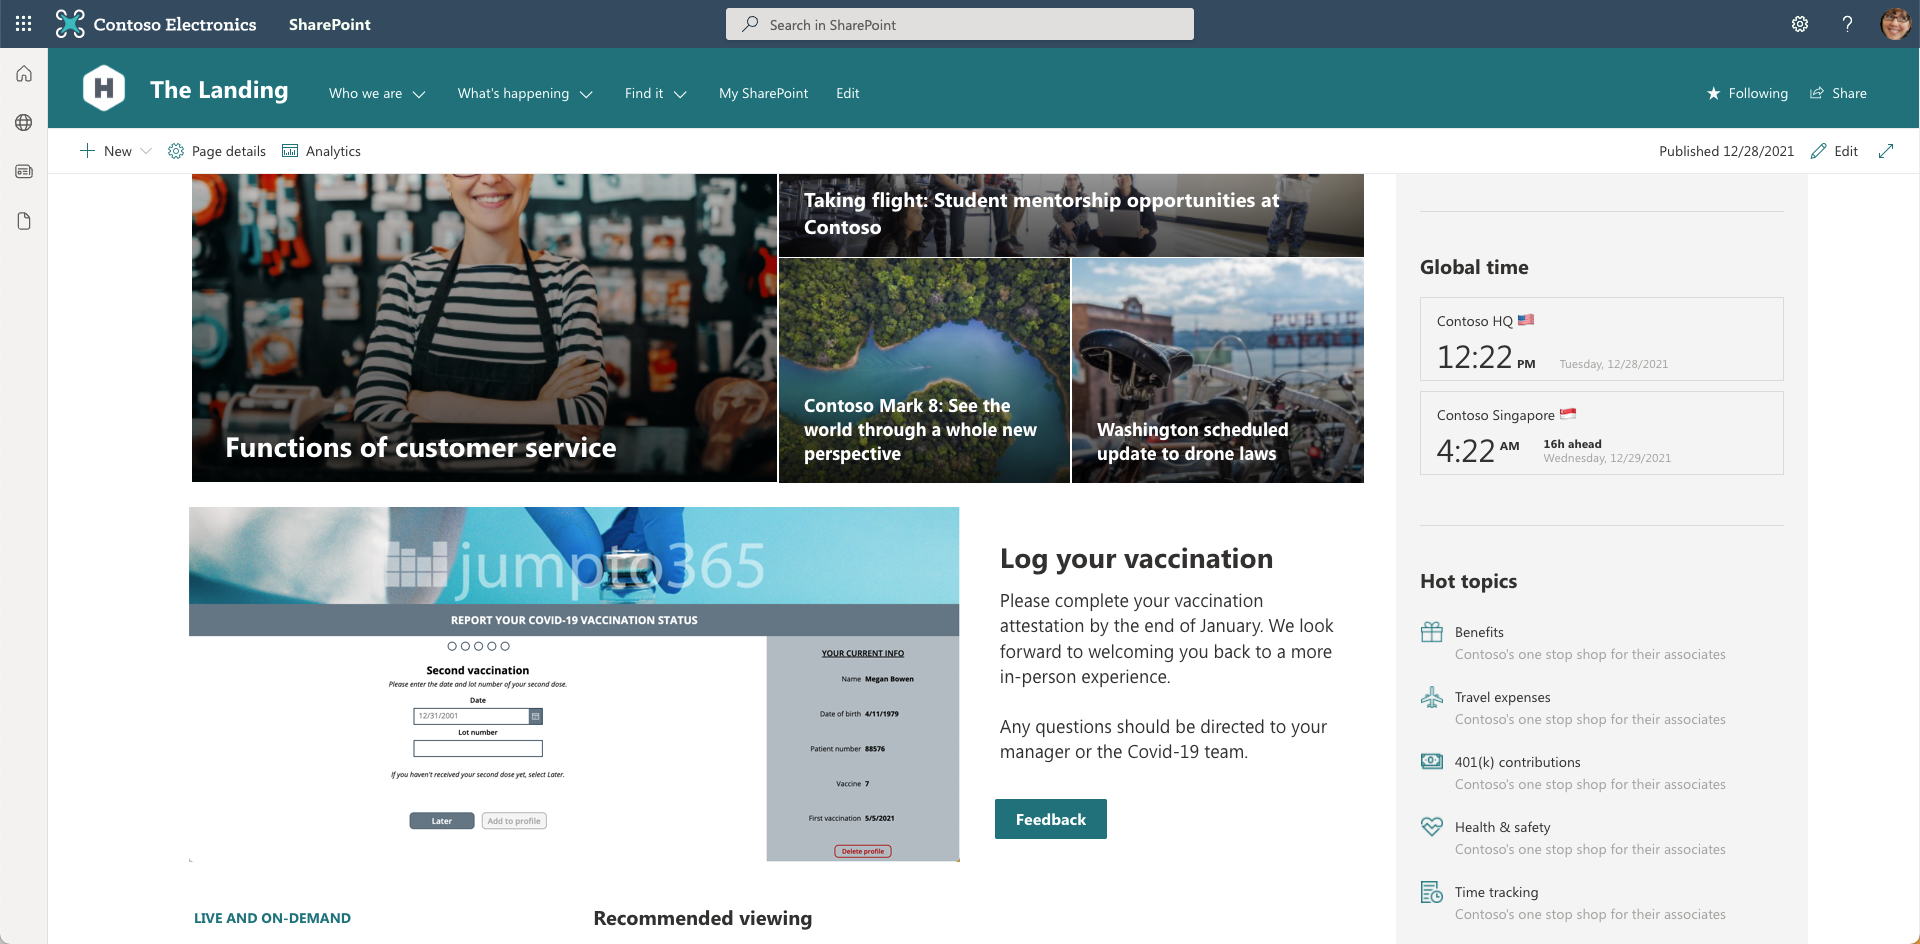 Contoso Electronics
SharePoint
Search in SharePoint
H
The Landing
Who we are
What's happening
Find it
My SharePoint
Edit
Following
Share
New
Page details
Analytics
Published 12/28/2021
Edit
Taking flight: Student mentorship opportunities at
Contoso
Functions of customer service
Contoso Mark 8: See the
world through a whole new
perspective
PUBLIC
MARKET
Washington scheduled
update to drone laws
jumpto365
REPORT YOUR COVID-19 VACCINATION STATUS
Second vaccination
Please enter the date and lot number of your second dose.
Date
12/31/2001
Lot number
If you haven't received your second dose yet, select Later.
Later
Add to profile
YOUR CURRENT INFO
Name Megan Bowen
Date of birth 4/11/1979
Patient number 88576
Vaccine 7
First vaccination 5/5/2021
Delete profile
Log your vaccination
Please complete your vaccination
attestation by the end of January. We look
forward to welcoming you back to a more
in-person experience.
Any questions should be directed to your
manager or the Covid-19 team.
Feedback
LIVE AND ON-DEMAND
Recommended viewing
Global time
Contoso HQ
12:22 PM
Tuesday, 12/28/2021
Contoso Singapore
4:22 AM
16h ahead
Wednesday, 12/29/2021
Hot topics
Benefits
Contoso's one stop shop for their associates
Travel expenses
Contoso's one stop shop for their associates
401(k) contributions
Contoso's one stop shop for their associates
Health & safety
Contoso's one stop shop for their associates
Time tracking
Contoso's one stop shop for their associates